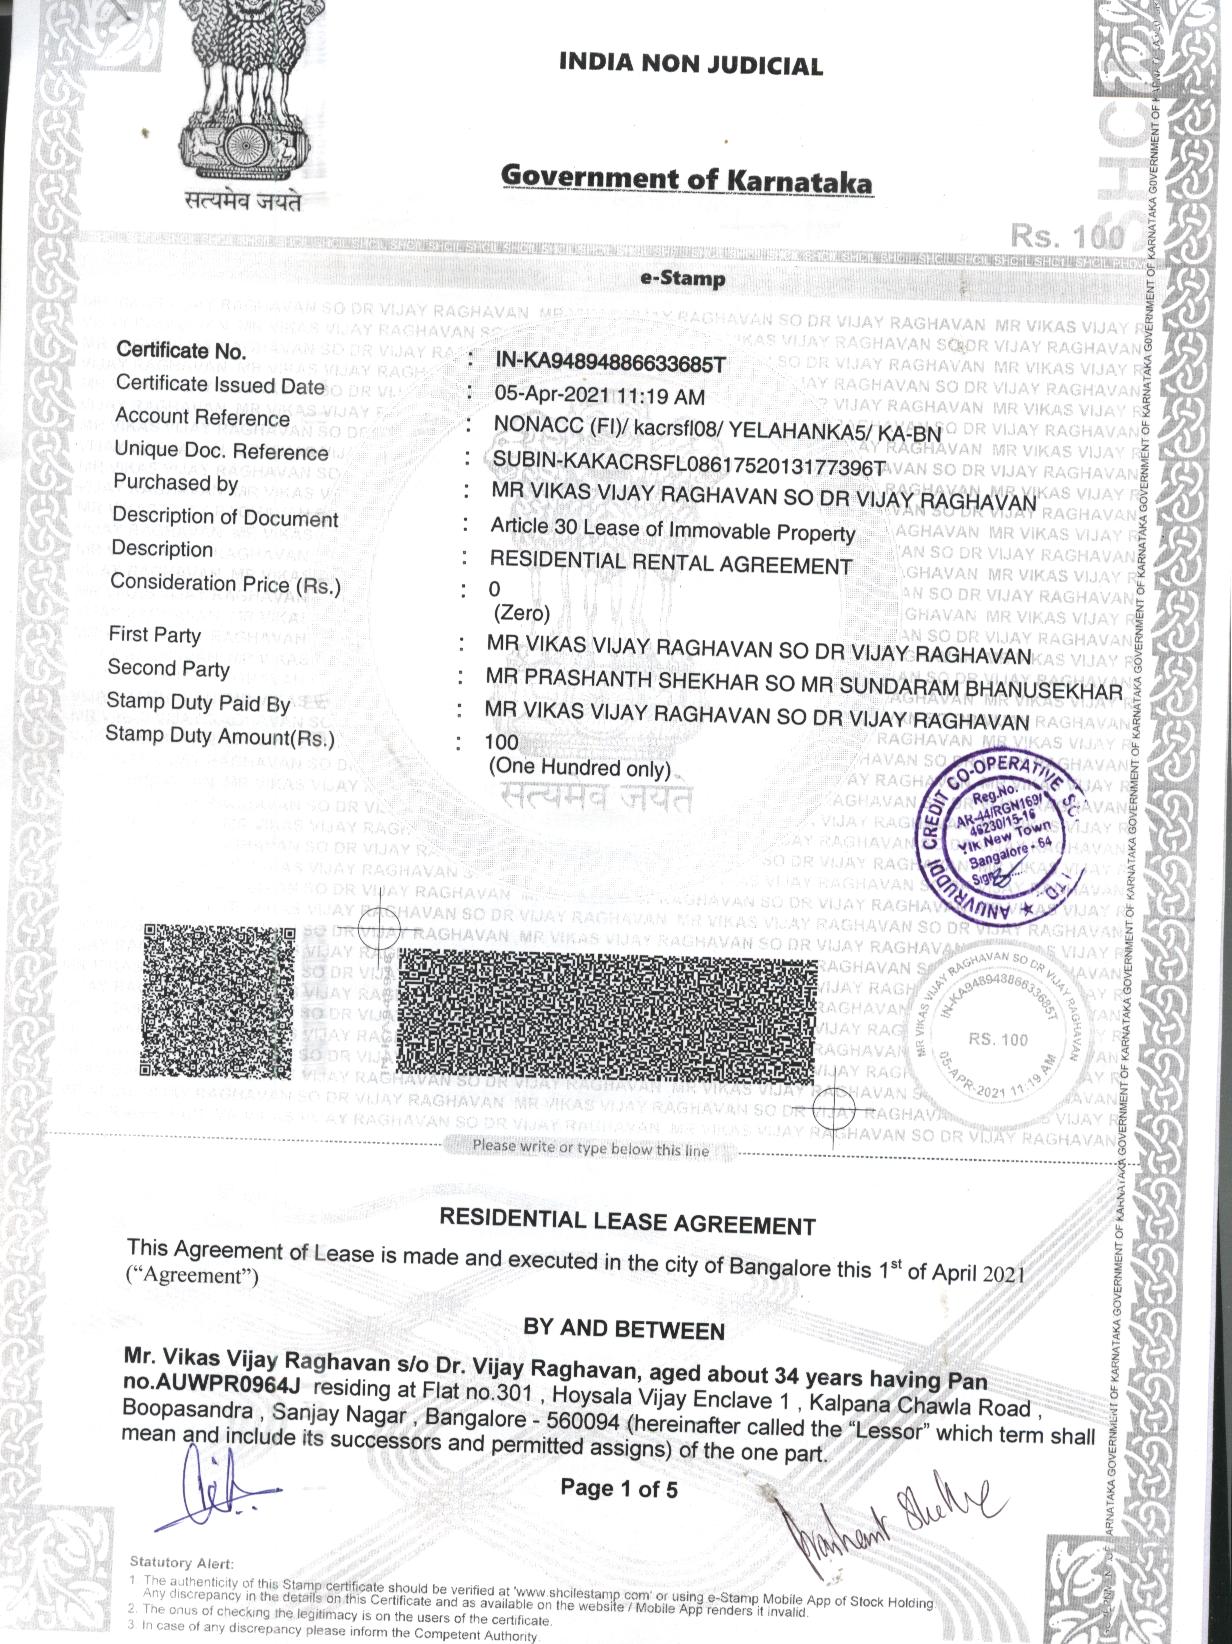 सत्यमेव जयते
INDIA NON JUDICIAL
Government of Karnataka
Rs. 100
e-Stamp
Certificate No. : IN-KA94894886633685T
Certificate Issued Date : 05-Apr-2021 11:19 AM
Account Reference : NONACC (FI)/ kacrsfl08/ YELAHANKA5/ KA-BN
Unique Doc. Reference : SUBIN-KAKACRSFL0861752013177396T
Purchased by : MR VIKAS VIJAY RAGHAVAN SO DR VIJAY RAGHAVAN
Description of Document : Article 30 Lease of Immovable Property
Description : RESIDENTIAL RENTAL AGREEMENT
Consideration Price (Rs.) : 0
(Zero)
First Party : MR VIKAS VIJAY RAGHAVAN SO DR VIJAY RAGHAVAN
Second Party : MR PRASHANTH SHEKHAR SO MR SUNDARAM BHANUSEKHAR
Stamp Duty Paid By : MR VIKAS VIJAY RAGHAVAN SO DR VIJAY RAGHAVAN
Stamp Duty Amount(Rs.) : 100
(One Hundred only)
सत्यमेव जयते
ANUVRUDDI CREDIT CO-OPERATIVE
Reg.No.
AR-44/RGN169/
46230/15-16
Ylk New Town
Bangalore - 64
MR VIKAS VIJAY RAGHAVAN SO DR VIJAY RAGHAVAN
IN-KA94894886633685T
RS. 100
05-APR-2021 11:19 AM
Please write or type below this line
RESIDENTIAL LEASE AGREEMENT
This Agreement of Lease is made and executed in the city of Bangalore this 1st of April 2021
(“Agreement”)
BY AND BETWEEN
Mr. Vikas Vijay Raghavan s/o Dr. Vijay Raghavan, aged about 34 years having Pan
no.AUWPR0964J residing at Flat no.301 , Hoysala Vijay Enclave 1 , Kalpana Chawla Road ,
Boopasandra , Sanjay Nagar , Bangalore - 560094 (hereinafter called the “Lessor” which term shall
mean and include its successors and permitted assigns) of the one part.
Page 1 of 5
Prashant Shekhe
Statutory Alert:
1. The authenticity of this Stamp certificate should be verified at 'www.shcilestamp.com' or using e-Stamp Mobile App of Stock Holding.
Any discrepancy in the details on this Certificate and as available on the website / Mobile App renders it invalid.
2. The onus of checking the legitimacy is on the users of the certificate.
3. In case of any discrepancy please inform the Competent Authority.